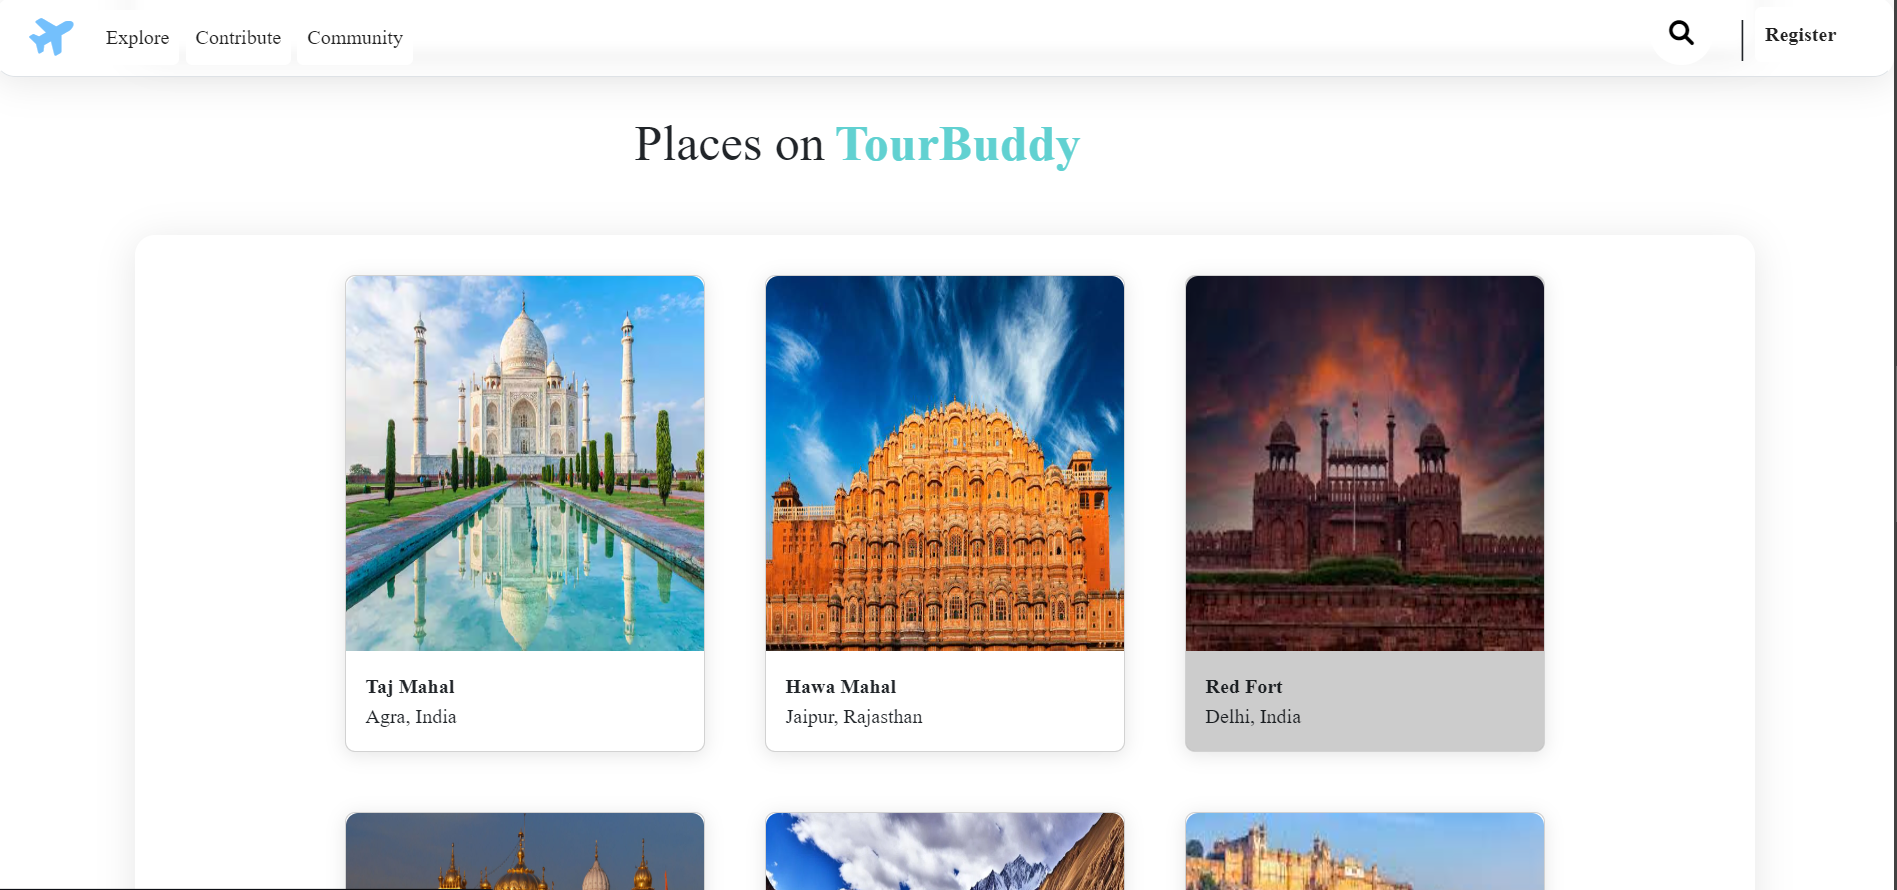 Explore Contribute Community Register
Places on TourBuddy
Taj Mahal
Agra, India
Hawa Mahal
Jaipur, Rajasthan
Red Fort
Delhi, India